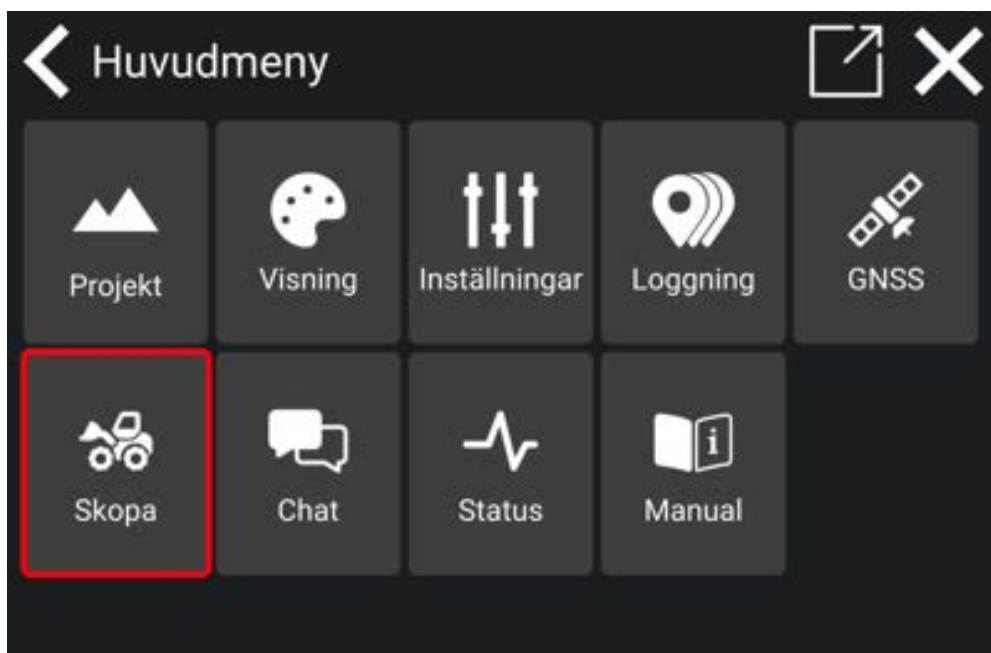 Huvudmeny
Projekt
Visning
Inställningar
Loggning
GNSS
Skopa
Chat
Status
i
Manual